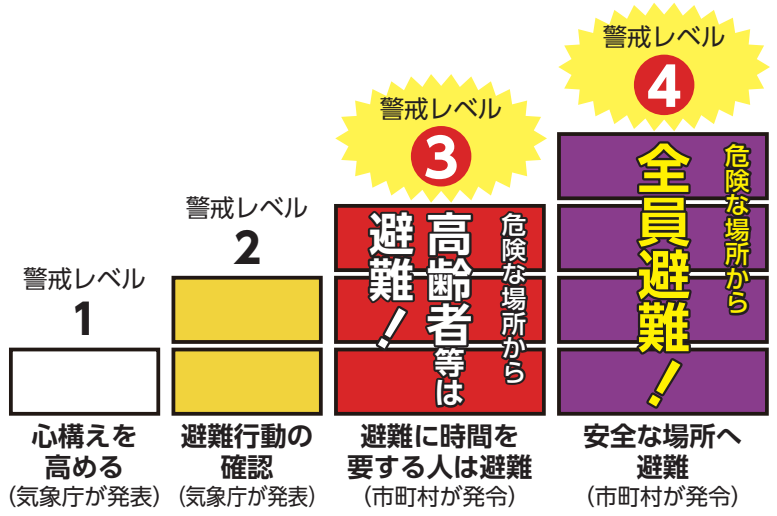 警戒レベル
1
心構えを
高める
(気象庁が発表)
警戒レベル
2
避難行動の
確認
(気象庁が発表)
警戒レベル
3
危険な場所から
高齢者等は
避難！
避難に時間を
要する人は避難
(市町村が発令)
警戒レベル
4
危険な場所から
全員避難！
安全な場所へ
避難
(市町村が発令)